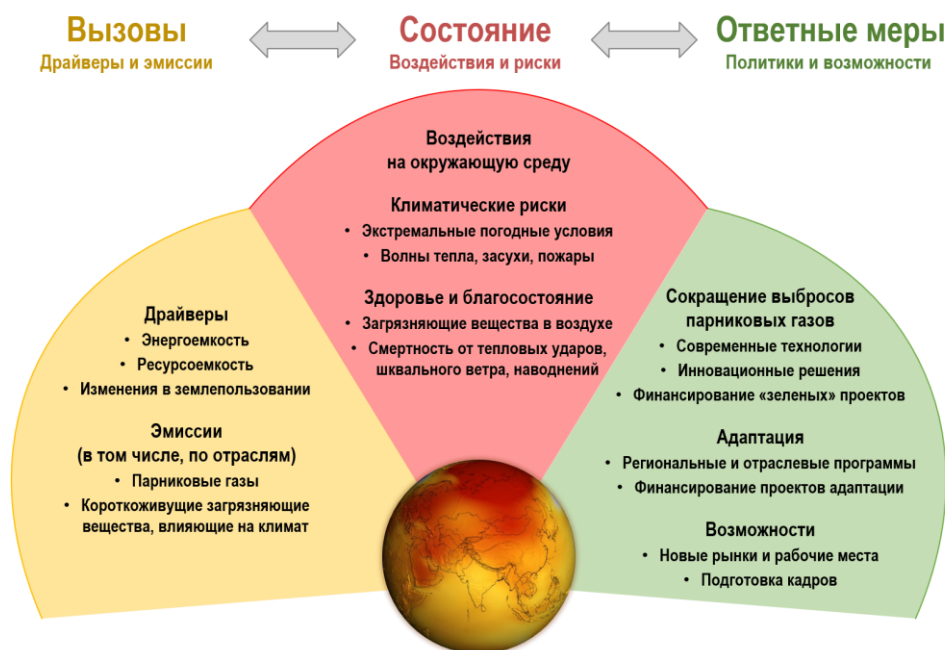 Вызовы
Драйверы и эмиссии
Состояние
Воздействия и риски
Ответные меры
Политики и возможности
Драйверы
• Энергоемкость
• Ресурсоемкость
• Изменения в землепользовании
Эмиссии
(в том числе, по отраслям)
• Парниковые газы
• Короткоживущие загрязняющие
вещества, влияющие на климат
Воздействия
на окружающую среду
Климатические риски
• Экстремальные погодные условия
• Волны тепла, засухи, пожары
Здоровье и благосостояние
• Загрязняющие вещества в воздухе
• Смертность от тепловых ударов,
шквального ветра, наводнений
Сокращение выбросов
парниковых газов
• Современные технологии
• Инновационные решения
• Финансирование «зеленых» проектов
Адаптация
• Региональные и отраслевые программы
• Финансирование проектов адаптации
Возможности
• Новые рынки и рабочие места
• Подготовка кадров